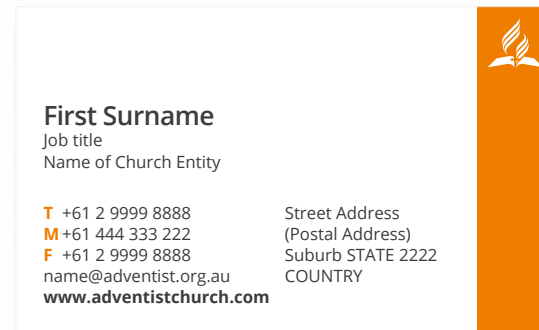 First Surname
Job title
Name of Church Entity
T +61 2 9999 8888
M +61 444 333 222
F +61 2 9999 8888
name@adventist.org.au
www.adventistchurch.com
Street Address
(Postal Address)
Suburb STATE 2222
COUNTRY